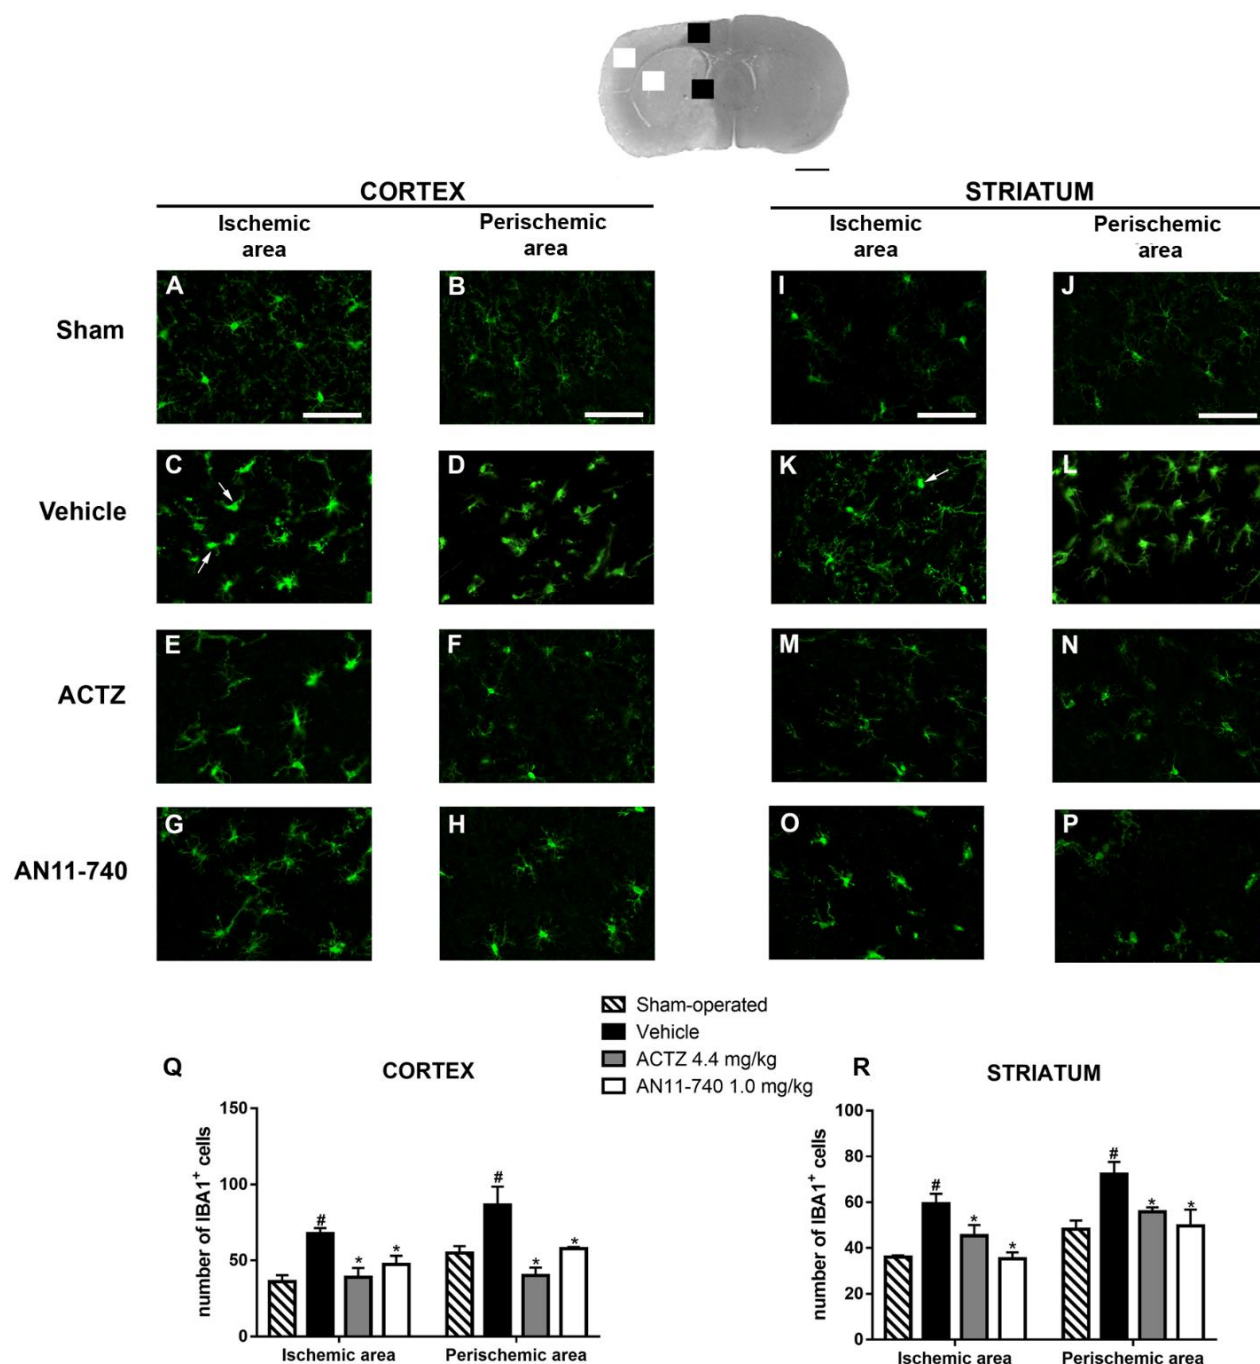 CORTEX STRIATUM
Ischemic area Perischemic area Ischemic area Perischemic area
Sham A B I J
Vehicle C D K L
ACTZ E F M N
AN11-740 G H O P
Sham-operated
Vehicle
ACTZ 4.4 mg/kg
AN11-740 1.0 mg/kg
Q CORTEX
number of IBA1+ cells
150
100
50
0
# * * # * *
Ischemic area Perischemic area
R STRIATUM
number of IBA1+ cells
100
80
60
40
20
0
# * * # * *
Ischemic area Perischemic area